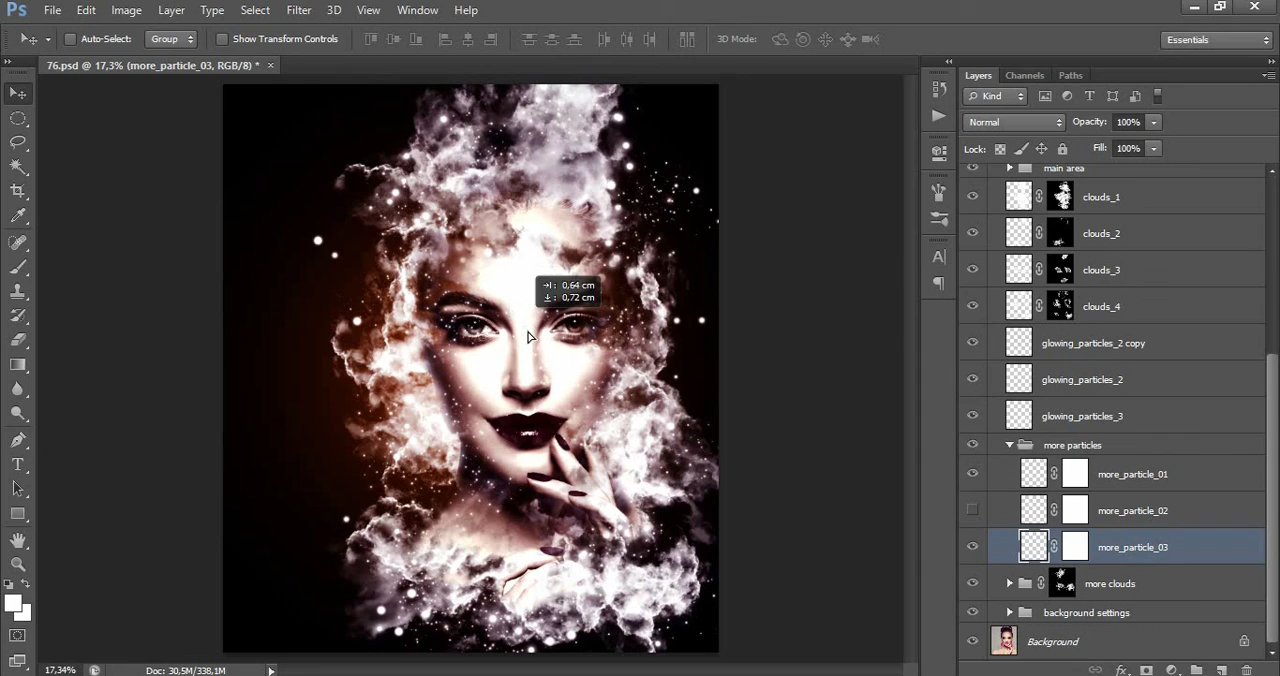 Ps File Edit Image Layer Type Select Filter 3D View Window Help
Auto-Select: Group Show Transform Controls 3D Mode: Essentials
76.psd @ 17,3% (more_particle_03, RGB/8) * ×
Layers Channels Paths
Kind
Normal Opacity: 100%
Lock: Fill: 100%
main area
clouds_1
clouds_2
clouds_3
0,64 cm
0,72 cm
clouds_4
glowing_particles_2 copy
glowing_particles_2
glowing_particles_3
more particles
more_particle_01
more_particle_02
more_particle_03
more clouds
background settings
Background
17,34% Doc: 30,5M/338,1M